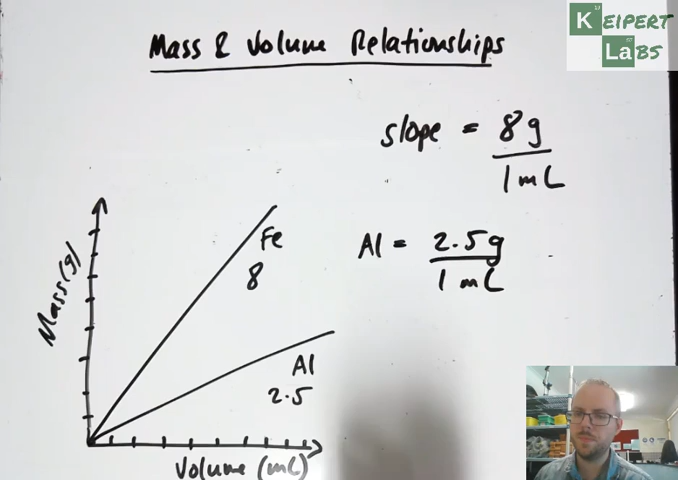 KEIPERT
LABS
Mass & Volume Relationships
slope = 8g
1mL
Al = 2.5g
1mL
Mass(g)
Fe
8
Al
2.5
Volume (mL)